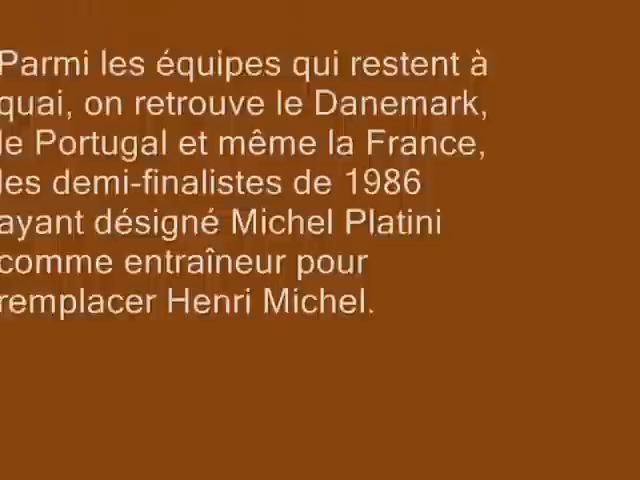 Parmi les équipes qui restent à
quai, on retrouve le Danemark,
le Portugal et même la France,
les demi-finalistes de 1986
ayant désigné Michel Platini
comme entraîneur pour
remplacer Henri Michel.